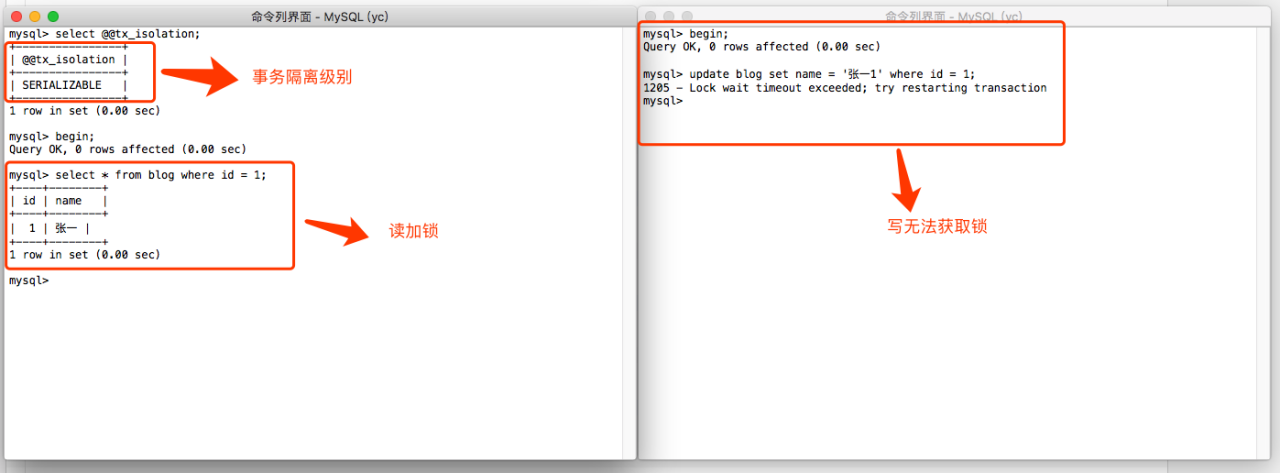 命令列界面 - MySQL (yc)
mysql> select @@tx_isolation;
+----------------+
| @@tx_isolation |
+----------------+
| SERIALIZABLE   |
+----------------+
1 row in set (0.00 sec)
mysql> begin;
Query OK, 0 rows affected (0.00 sec)
mysql> select * from blog where id = 1;
+----+--------+
| id | name   |
+----+--------+
|  1 | 张一 |
+----+--------+
1 row in set (0.00 sec)
mysql>
事务隔离级别
读加锁
命令列界面 - MySQL (yc)
mysql> begin;
Query OK, 0 rows affected (0.00 sec)
mysql> update blog set name = '张一1' where id = 1;
1205 - Lock wait timeout exceeded; try restarting transaction
mysql>
写无法获取锁